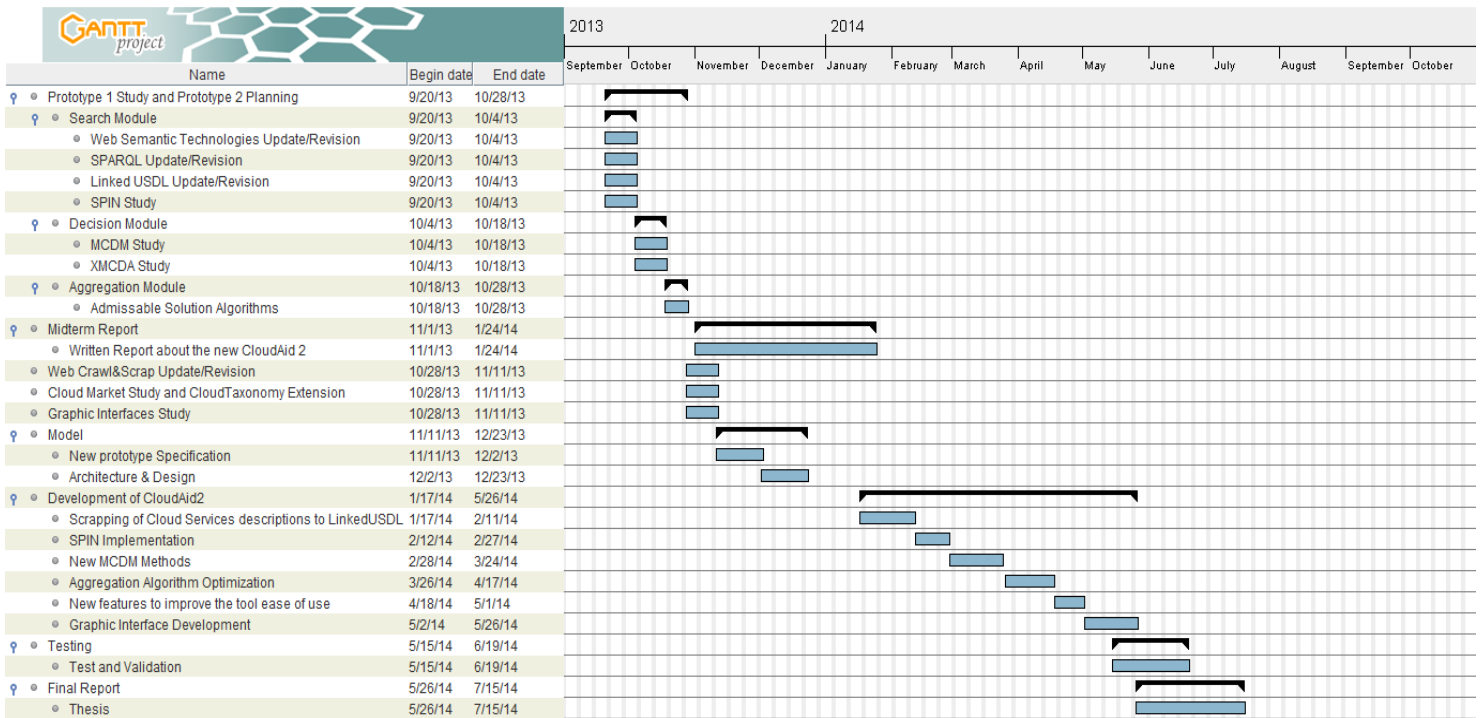 GANTT
project
2013 2014
Name Begin date End date
September October November December January February March April May June July August September October
Prototype 1 Study and Prototype 2 Planning 9/20/13 10/28/13
Search Module 9/20/13 10/4/13
Web Semantic Technologies Update/Revision 9/20/13 10/4/13
SPARQL Update/Revision 9/20/13 10/4/13
Linked USDL Update/Revision 9/20/13 10/4/13
SPIN Study 9/20/13 10/4/13
Decision Module 10/4/13 10/18/13
MCDM Study 10/4/13 10/18/13
XMCDA Study 10/4/13 10/18/13
Aggregation Module 10/18/13 10/28/13
Admissable Solution Algorithms 10/18/13 10/28/13
Midterm Report 11/1/13 1/24/14
Written Report about the new CloudAid 2 11/1/13 1/24/14
Web Crawl&Scrap Update/Revision 10/28/13 11/11/13
Cloud Market Study and CloudTaxonomy Extension 10/28/13 11/11/13
Graphic Interfaces Study 10/28/13 11/11/13
Model 11/11/13 12/23/13
New prototype Specification 11/11/13 12/2/13
Architecture & Design 12/2/13 12/23/13
Development of CloudAid2 1/17/14 5/26/14
Scrapping of Cloud Services descriptions to LinkedUSDL 1/17/14 2/11/14
SPIN Implementation 2/12/14 2/27/14
New MCDM Methods 2/28/14 3/24/14
Aggregation Algorithm Optimization 3/26/14 4/17/14
New features to improve the tool ease of use 4/18/14 5/1/14
Graphic Interface Development 5/2/14 5/26/14
Testing 5/15/14 6/19/14
Test and Validation 5/15/14 6/19/14
Final Report 5/26/14 7/15/14
Thesis 5/26/14 7/15/14